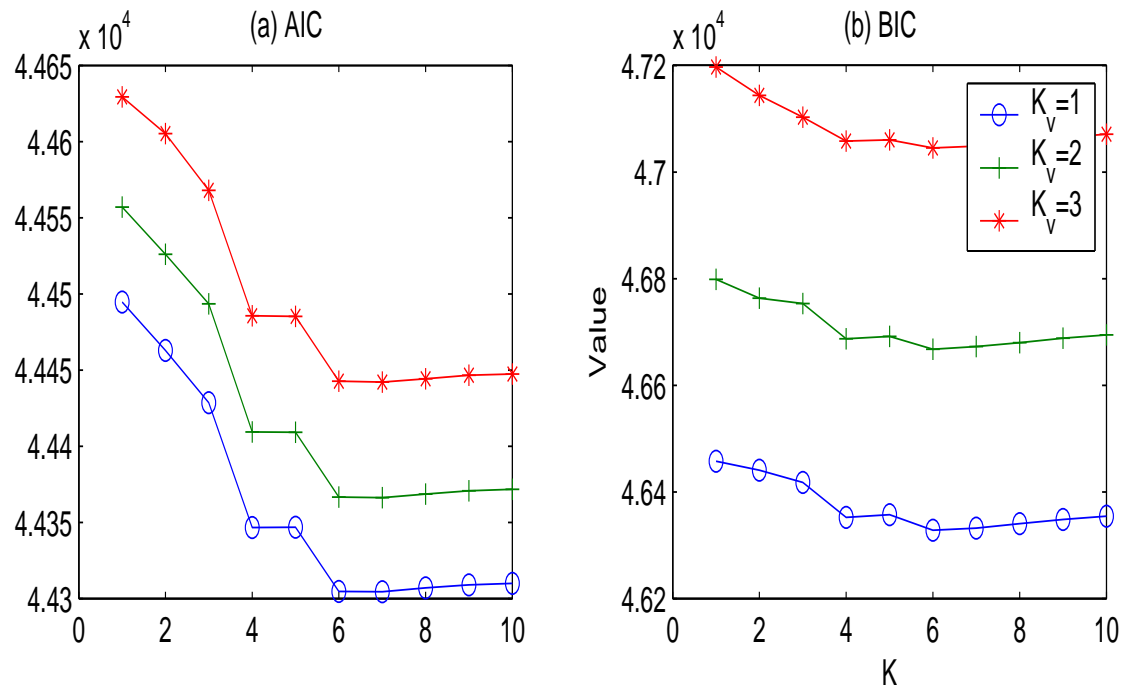 (a) AIC
x 10^4
4.465
4.46
4.455
4.45
4.445
4.44
4.435
4.43
0 2 4 6 8 10
(b) BIC
x 10^4
4.72
4.7
4.68
4.66
4.64
4.62
Value
0 2 4 6 8 10
K
K_v=1
K_v=2
K_v=3